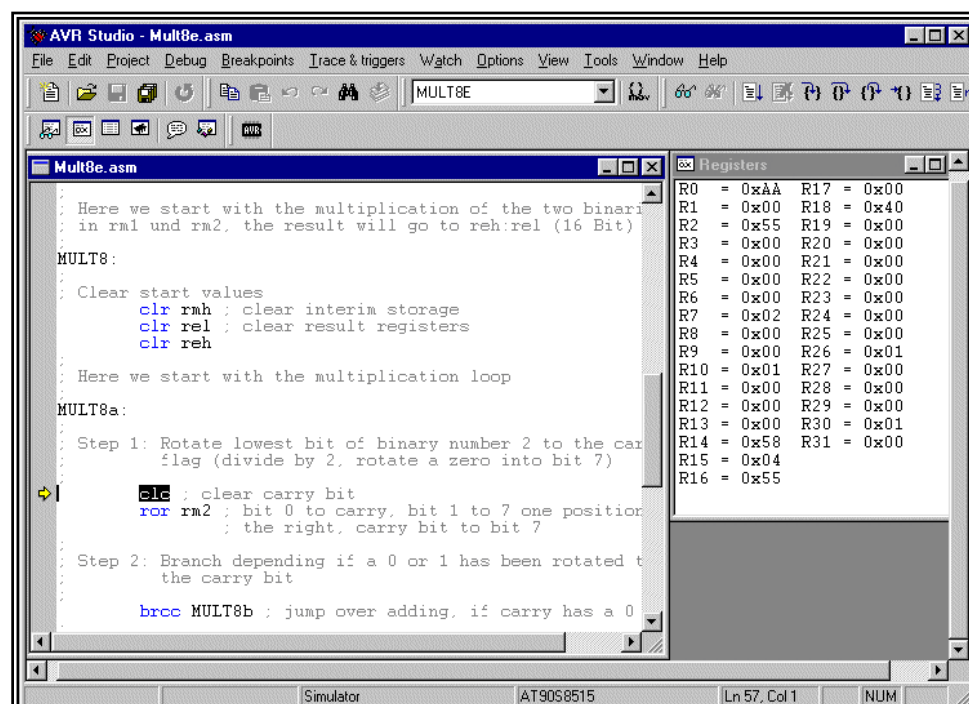 AVR Studio - Mult8e.asm
File Edit Project Debug Breakpoints Trace & triggers Watch Options View Tools Window Help
MULT8E
AVR
Mult8e.asm
;
; Here we start with the multiplication of the two binari
; in rm1 und rm2, the result will go to reh:rel (16 Bit)
;
MULT8:
;
; Clear start values
clr rmh ; clear interim storage
clr rel ; clear result registers
clr reh
;
; Here we start with the multiplication loop
;
MULT8a:
;
; Step 1: Rotate lowest bit of binary number 2 to the car
; flag (divide by 2, rotate a zero into bit 7)
;
clc ; clear carry bit
ror rm2 ; bit 0 to carry, bit 1 to 7 one position
; the right, carry bit to bit 7
;
; Step 2: Branch depending if a 0 or 1 has been rotated t
; the carry bit
;
brcc MULT8b ; jump over adding, if carry has a 0
Registers
R0 = 0xAA R17 = 0x00
R1 = 0x00 R18 = 0x40
R2 = 0x55 R19 = 0x00
R3 = 0x00 R20 = 0x00
R4 = 0x00 R21 = 0x00
R5 = 0x00 R22 = 0x00
R6 = 0x00 R23 = 0x00
R7 = 0x02 R24 = 0x00
R8 = 0x00 R25 = 0x00
R9 = 0x00 R26 = 0x01
R10 = 0x01 R27 = 0x00
R11 = 0x00 R28 = 0x00
R12 = 0x00 R29 = 0x00
R13 = 0x00 R30 = 0x01
R14 = 0x58 R31 = 0x00
R15 = 0x04
R16 = 0x55
Simulator AT90S8515 Ln 57, Col 1 NUM